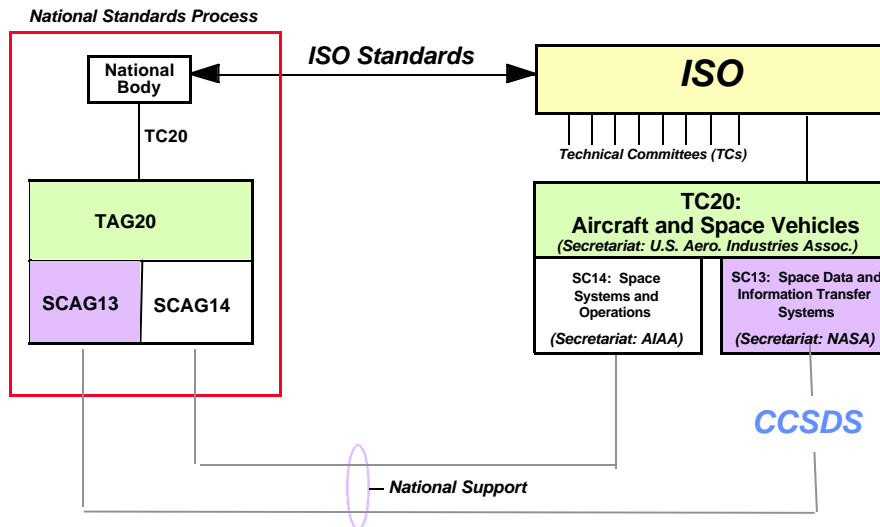 National Standards Process
National
Body
ISO Standards
ISO
TC20
Technical Committees (TCs)
TAG20
TC20:
Aircraft and Space Vehicles
(Secretariat: U.S. Aero. Industries Assoc.)
SCAG13
SCAG14
SC14: Space
Systems and
Operations
(Secretariat: AIAA)
SC13: Space Data and
Information Transfer
Systems
(Secretariat: NASA)
CCSDS
National Support